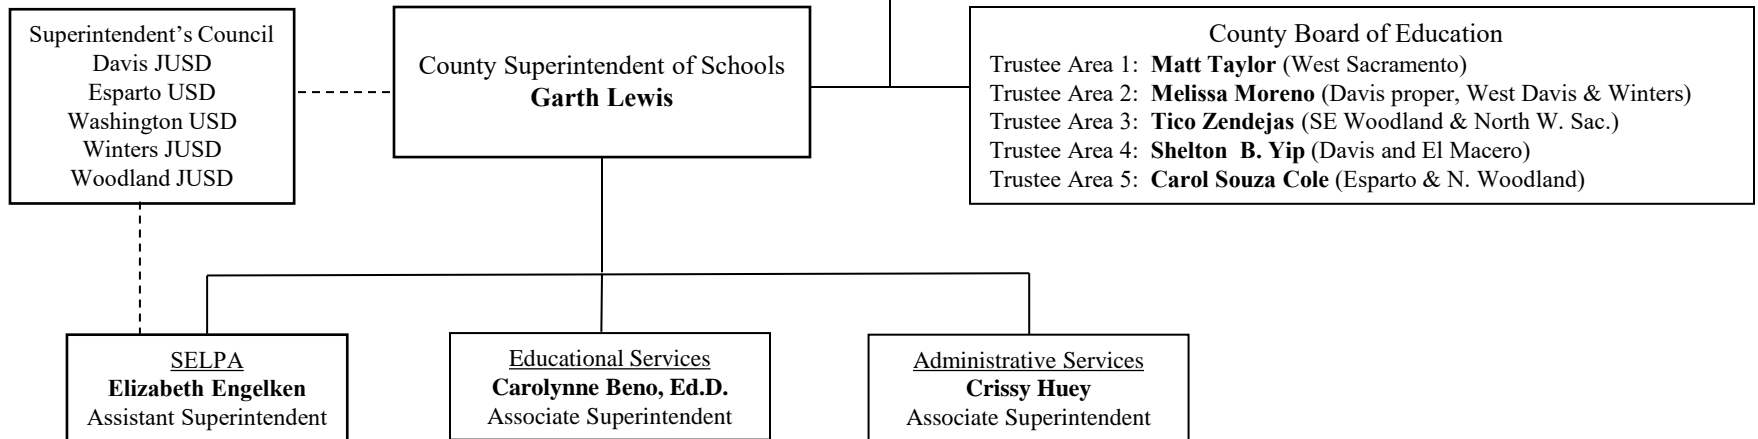 Superintendent's Council
Davis JUSD
Esparto USD
Washington USD
Winters JUSD
Woodland JUSD
County Superintendent of Schools
Garth Lewis
County Board of Education
Trustee Area 1: Matt Taylor (West Sacramento)
Trustee Area 2: Melissa Moreno (Davis proper, West Davis & Winters)
Trustee Area 3: Tico Zendejas (SE Woodland & North W. Sac.)
Trustee Area 4: Shelton B. Yip (Davis and El Macero)
Trustee Area 5: Carol Souza Cole (Esparto & N. Woodland)
SELPA
Elizabeth Engelken
Assistant Superintendent
Educational Services
Carolynne Beno, Ed.D.
Associate Superintendent
Administrative Services
Crissy Huey
Associate Superintendent